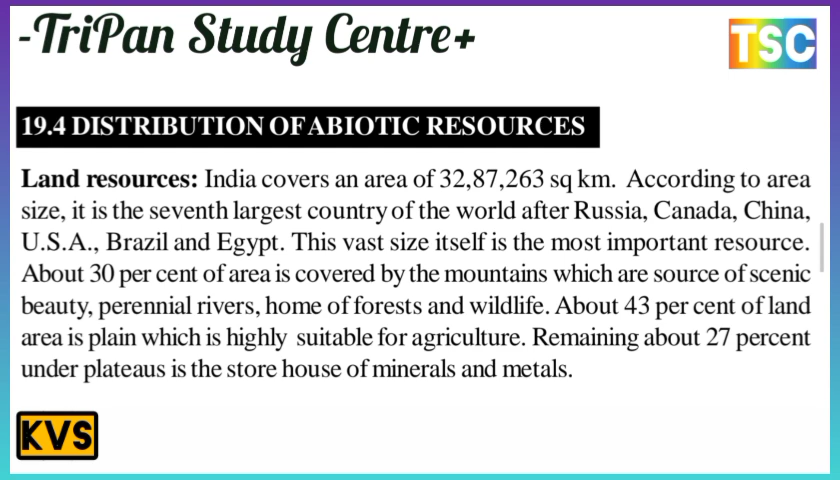 -TriPan Study Centre+
TSC
19.4 DISTRIBUTION OF ABIOTIC RESOURCES
Land resources: India covers an area of 32,87,263 sq km. According to area
size, it is the seventh largest country of the world after Russia, Canada, China,
U.S.A., Brazil and Egypt. This vast size itself is the most important resource.
About 30 per cent of area is covered by the mountains which are source of scenic
beauty, perennial rivers, home of forests and wildlife. About 43 per cent of land
area is plain which is highly suitable for agriculture. Remaining about 27 percent
under plateaus is the store house of minerals and metals.
KVS